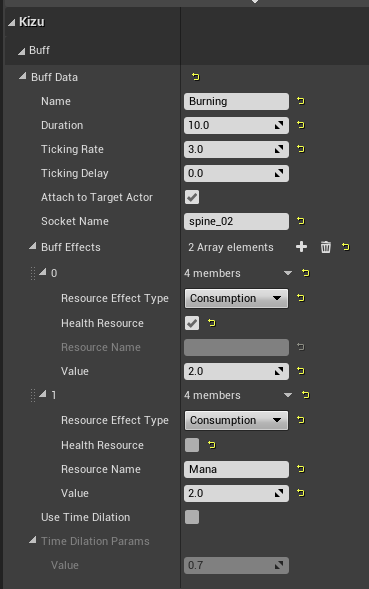 Kizu
Buff
Buff Data
Name Burning
Duration 10.0
Ticking Rate 3.0
Ticking Delay 0.0
Attach to Target Actor
Socket Name spine_02
Buff Effects 2 Array elements
0 4 members
Resource Effect Type Consumption
Health Resource
Resource Name
Value 2.0
1 4 members
Resource Effect Type Consumption
Health Resource
Resource Name Mana
Value 2.0
Use Time Dilation
Time Dilation Params
Value 0.7